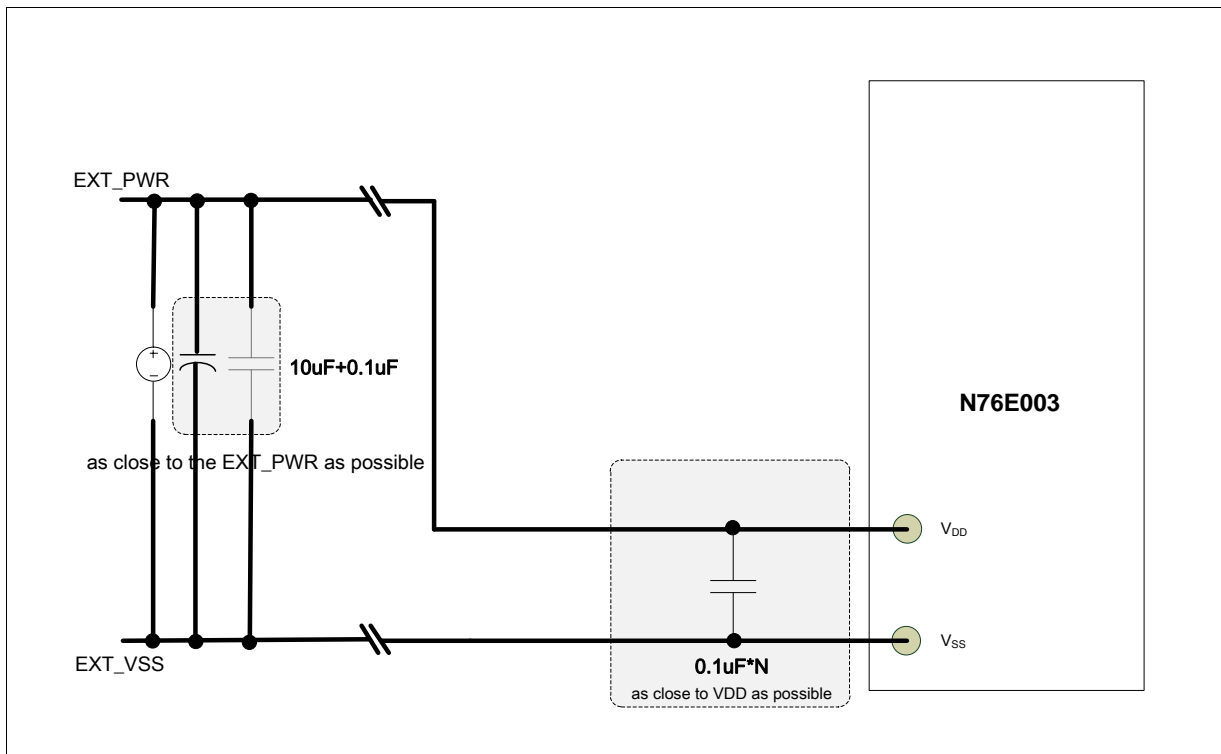 EXT_PWR
+
−
10uF+0.1uF
as close to the EXT_PWR as possible
N76E003
VDD
VSS
EXT_VSS
0.1uF*N
as close to VDD as possible